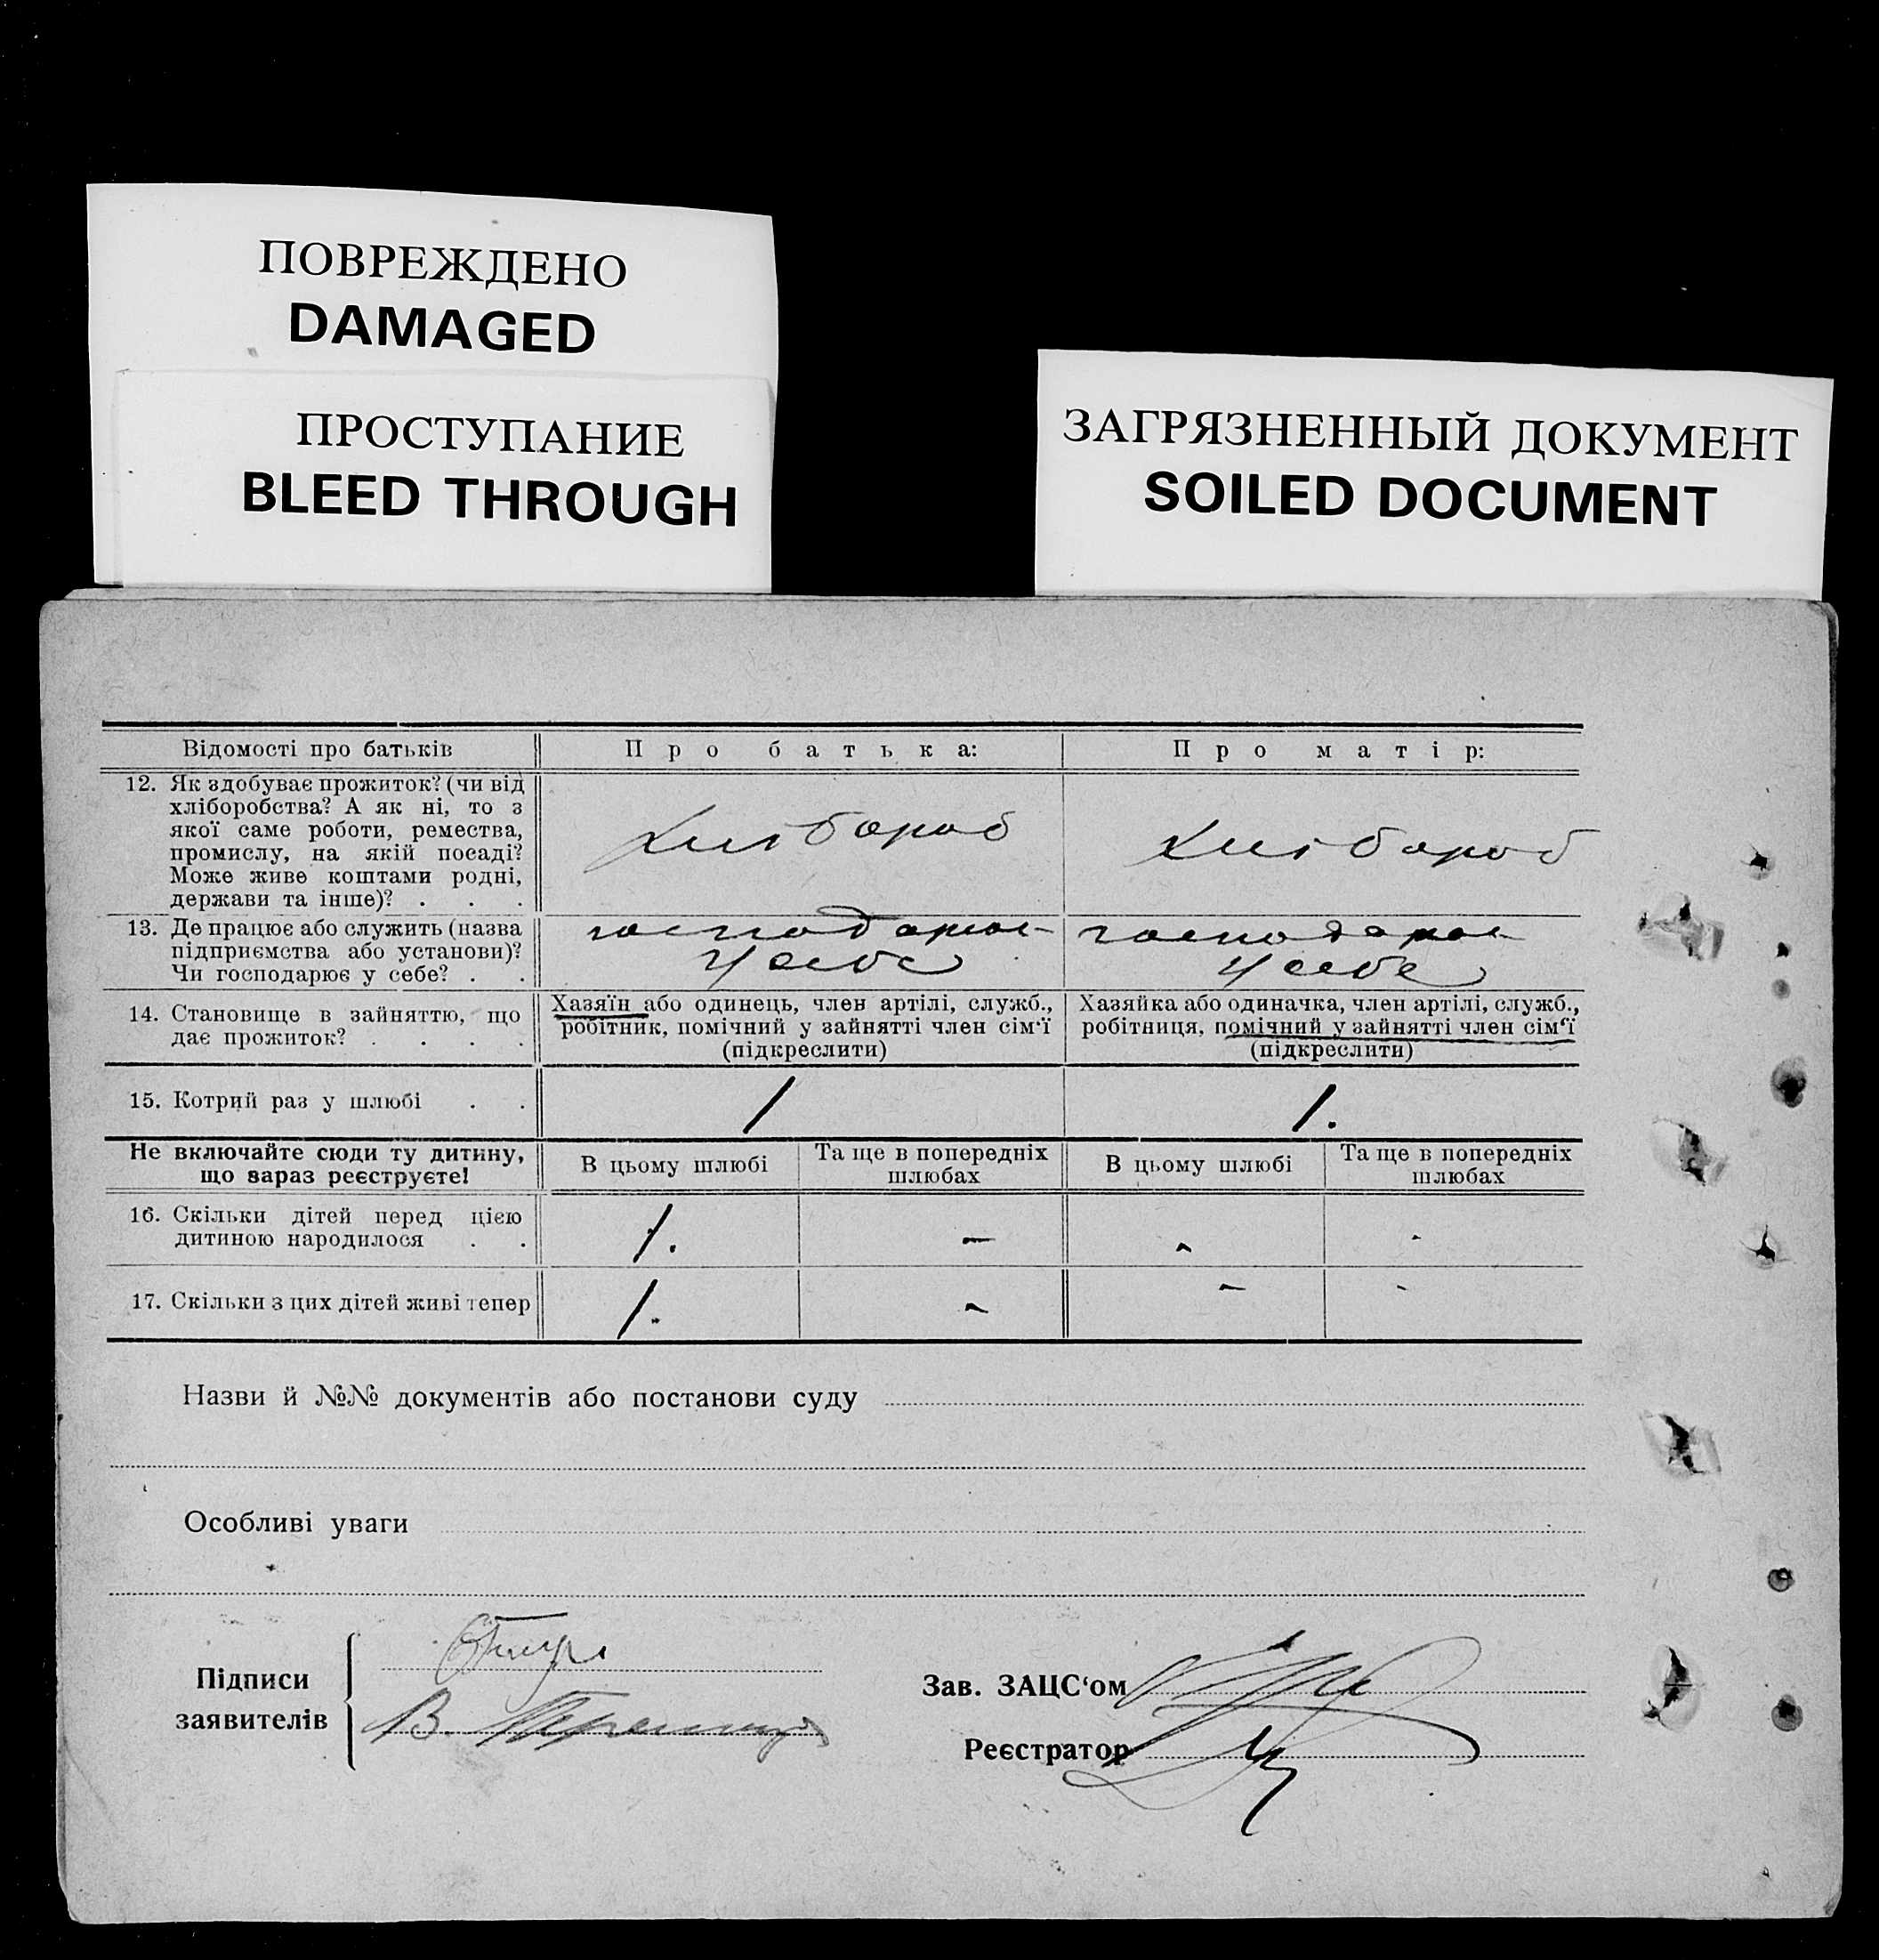 ПОВРЕЖДЕНО
DAMAGED
ПРОСТУПАНИЕ
BLEED THROUGH
ЗАГРЯЗНЕННЫЙ ДОКУМЕНТ
SOILED DOCUMENT
Відомості про батьків
Про батька:
Про матір:
12. Як здобуває прожиток? (чи від
хліборобства? А як ні, то з
якої саме роботи, ремества,
промислу, на якій посаді?
Може живе коштами родні,
держави та інше)? . . .
Хлібороб
Хлібороб
13. Де працює або служить (назва
підприємства або установи)?
Чи господарює у себе? . .
господарює
у себе
господарює
у себе
14. Становище в зайняттю, що
дає прожиток? . . . .
Хазяїн або одинець, член артілі, служб.,
робітник, помічний у зайнятті член сім'ї
(підкреслити)
Хазяйка або одиначка, член артілі, служб.,
робітниця, помічний у зайнятті член сім'ї
(підкреслити)
15. Котрий раз у шлюбі . .
1
1.
Не включайте сюди ту дитину,
що зараз реєструєте!
В цьому шлюбі
Та ще в попередніх
шлюбах
В цьому шлюбі
Та ще в попередніх
шлюбах
16. Скільки дітей перед цією
дитиною народилося . .
1.
-
-
-
17. Скільки з цих дітей живі тепер
1.
-
-
-
Назви й №№ документів або постанови суду
Особливі уваги
Підписи
заявителів
В.
Зав. ЗАЦС'ом
Реєстратор